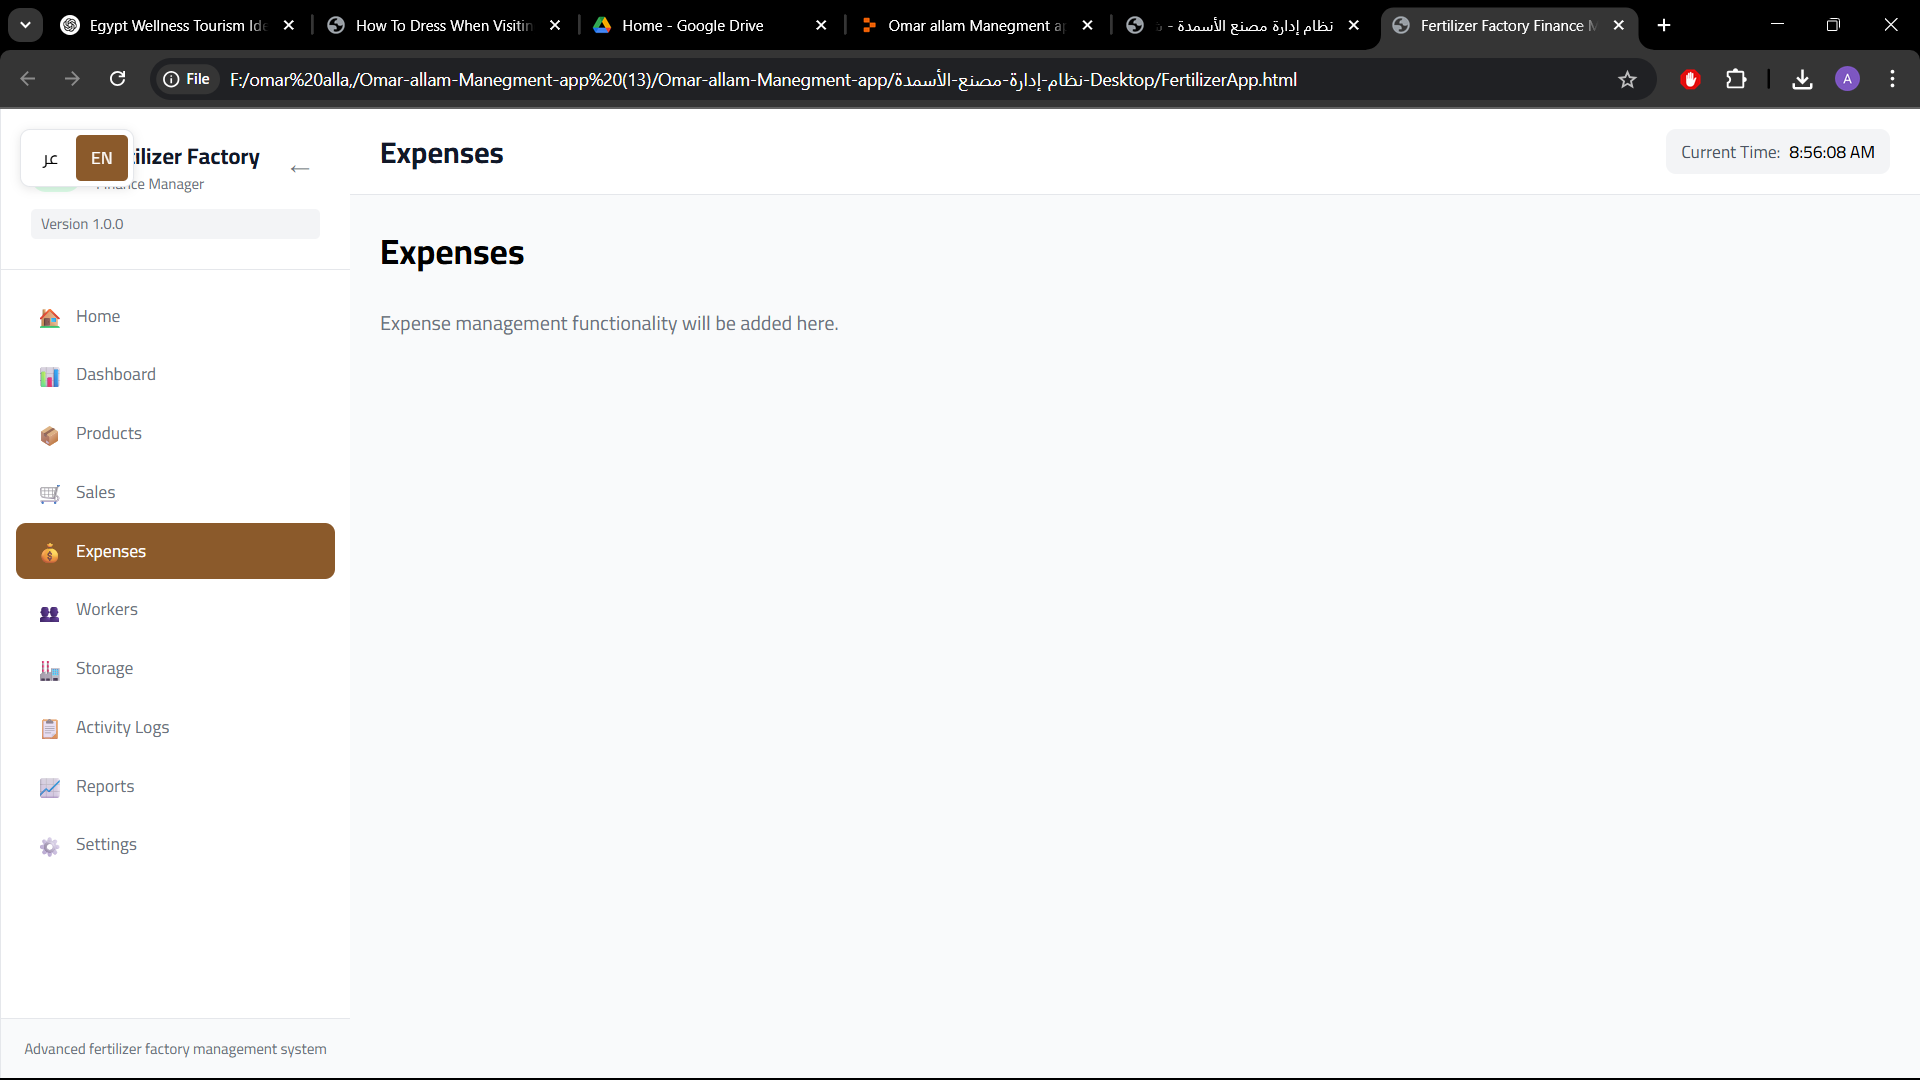 Egypt Wellness Tourism Ide
How To Dress When Visitin
Home - Google Drive
Omar allam Manegment a
نظام إدارة مصنع الأسمدة -
Fertilizer Factory Finance M
File
F:/omar%20alla,/Omar-allam-Manegment-app%20(13)/Omar-allam-Manegment-app/نظام-إدارة-مصنع-الأسمدة-Desktop/FertilizerApp.html
A
عر
EN
tilizer Factory
←
Finance Manager
Version 1.0.0
Expenses
Current Time: 8:56:08 AM
Home
Dashboard
Products
Sales
Expenses
Workers
Storage
Activity Logs
Reports
Settings
Advanced fertilizer factory management system
Expenses
Expense management functionality will be added here.